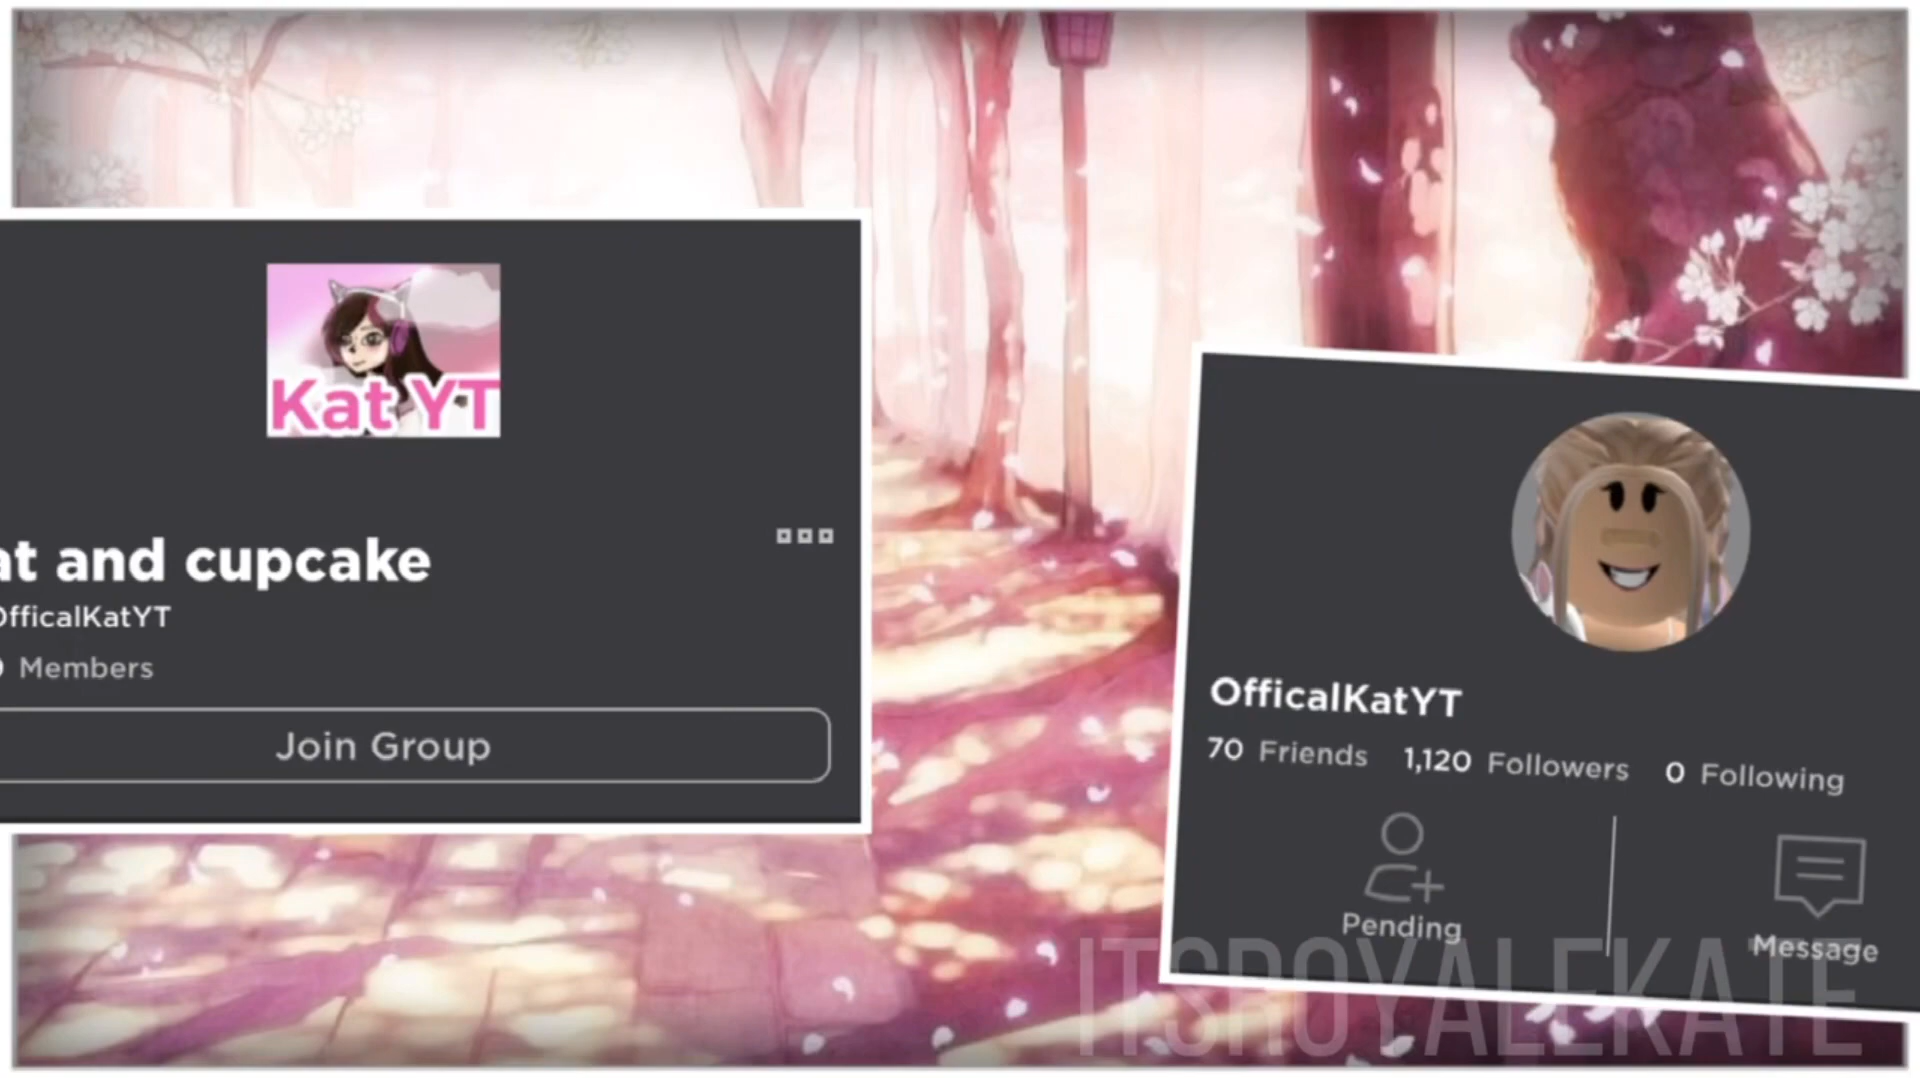 Kat YT
and cupcake
OfficalKatYT
Members
Join Group
OfficalKatYT
70 Friends 1,120 Followers 0 Following
Pending
Message
ITSROYALEKATE